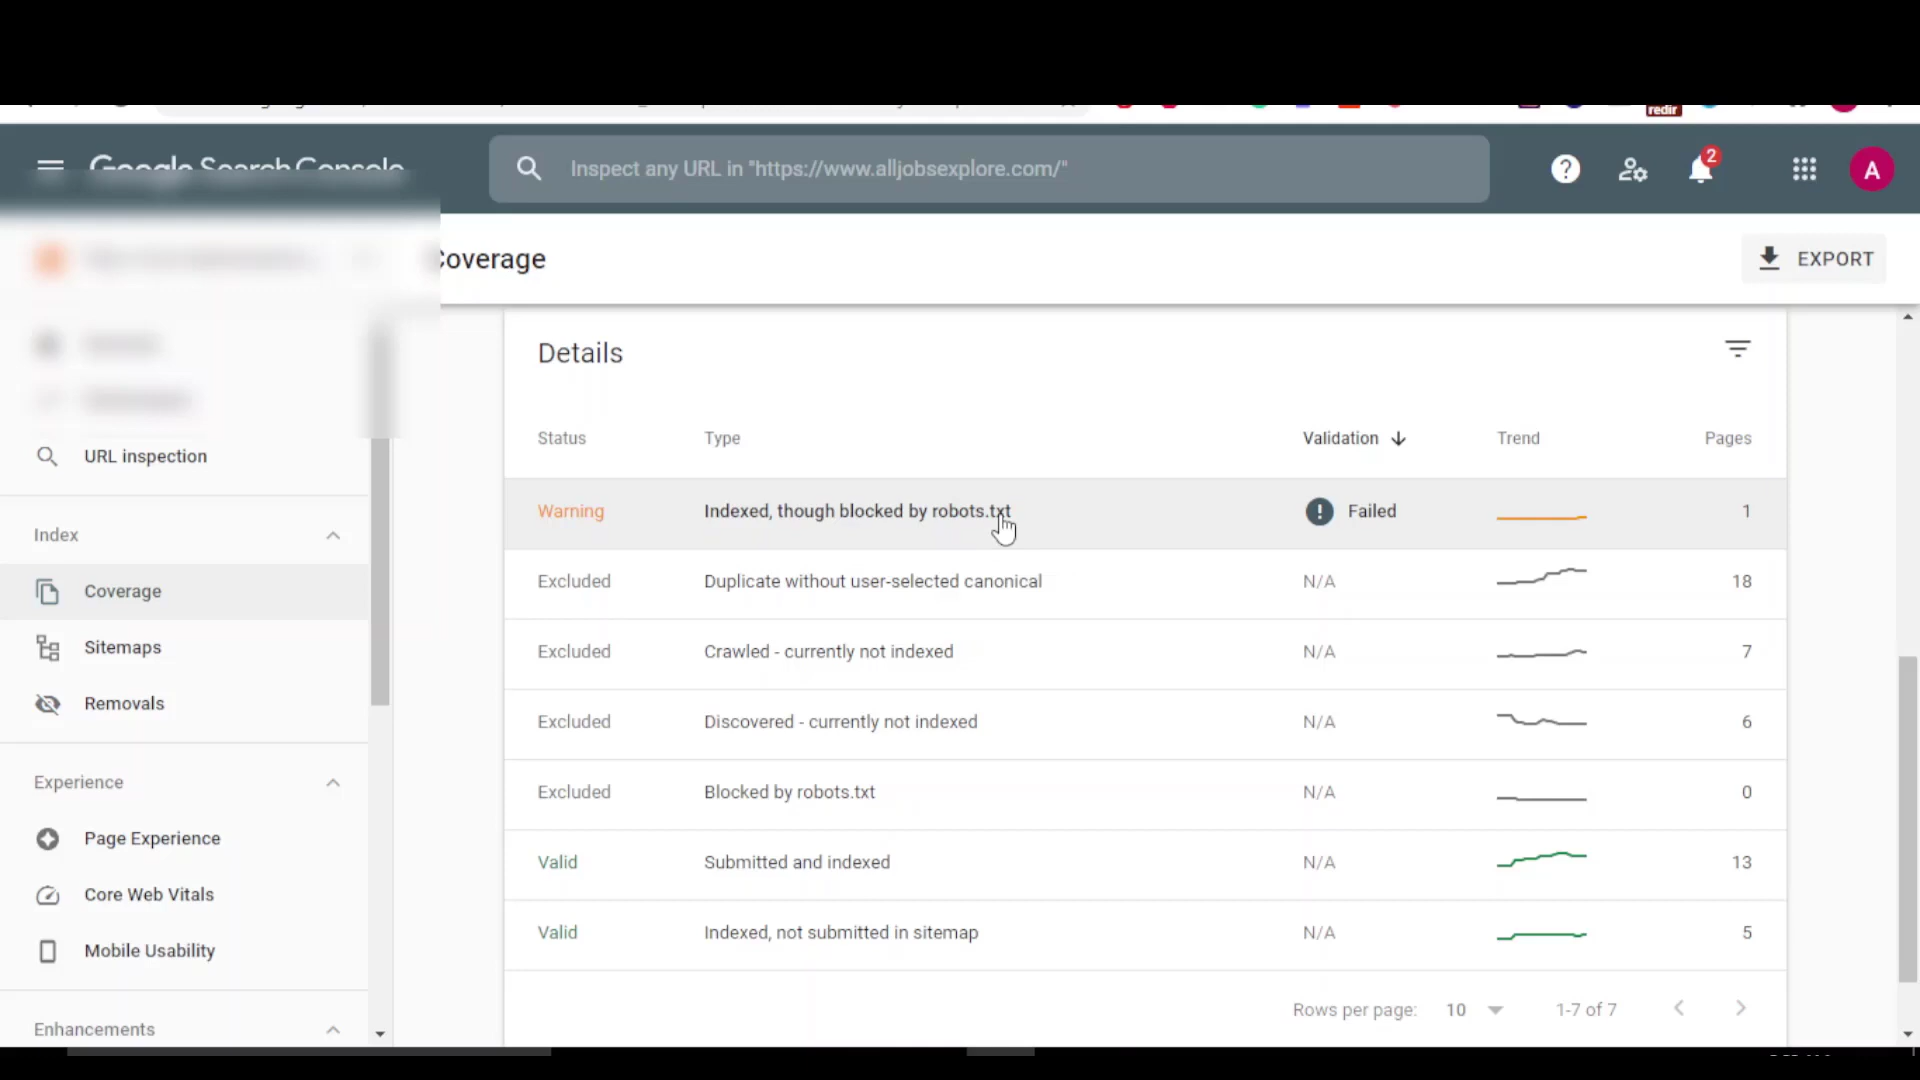 redir
Google Search Console
Inspect any URL in "https://www.alljobsexplore.com/"
2
A
Coverage
EXPORT
Details
Status Type Validation Trend Pages
Warning Indexed, though blocked by robots.txt Failed 1
Excluded Duplicate without user-selected canonical N/A 18
Excluded Crawled - currently not indexed N/A 7
Excluded Discovered - currently not indexed N/A 6
Excluded Blocked by robots.txt N/A 0
Valid Submitted and indexed N/A 13
Valid Indexed, not submitted in sitemap N/A 5
Rows per page: 10 1-7 of 7
URL inspection
Index
Coverage
Sitemaps
Removals
Experience
Page Experience
Core Web Vitals
Mobile Usability
Enhancements